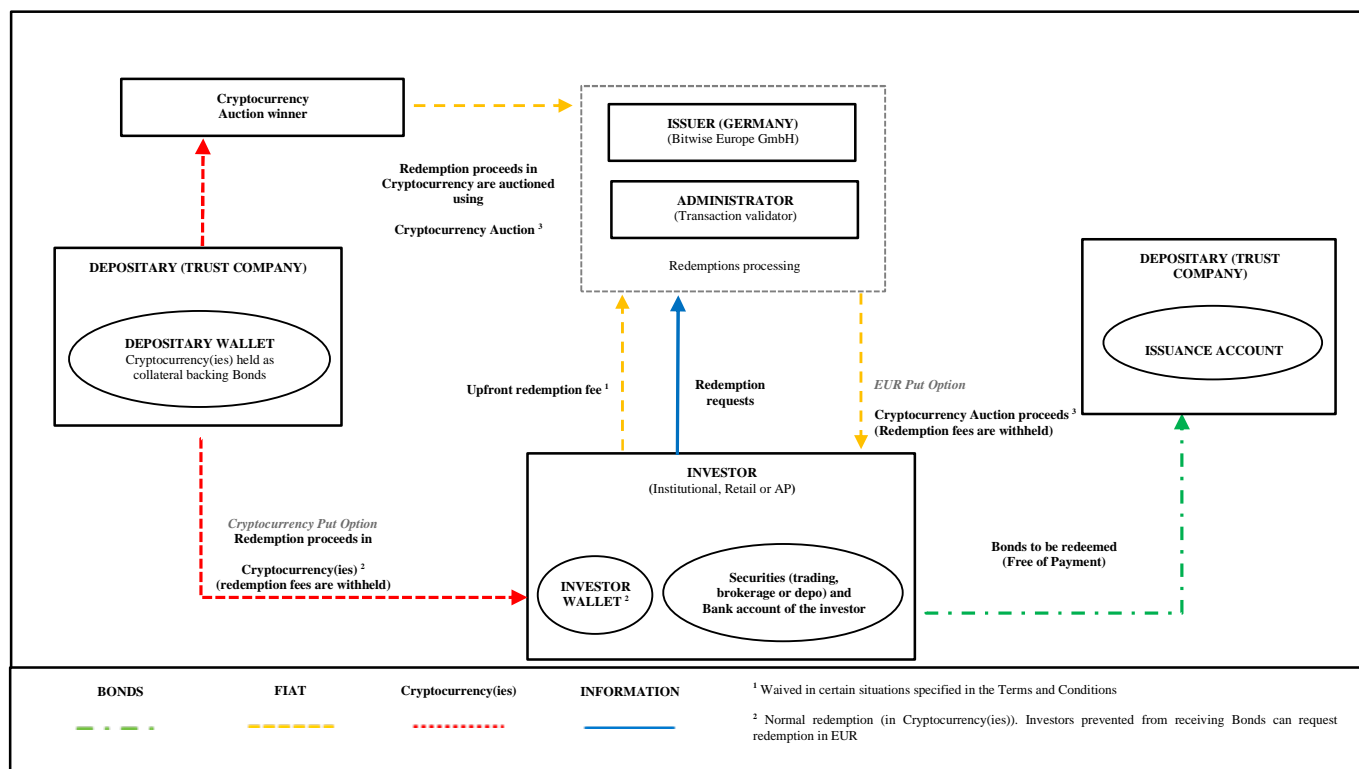 Cryptocurrency
Auction winner
ISSUER (GERMANY)
(Bitwise Europe GmbH)
ADMINISTRATOR
(Transaction validator)
Redemptions processing
Redemption proceeds in
Cryptocurrency are auctioned
using
Cryptocurrency Auction ³
DEPOSITARY (TRUST COMPANY)
DEPOSITARY WALLET
Cryptocurrency(ies) held as
collateral backing Bonds
DEPOSITARY (TRUST
COMPANY)
ISSUANCE ACCOUNT
Upfront redemption fee ¹
Redemption
requests
EUR Put Option
Cryptocurrency Auction proceeds ³
(Redemption fees are withheld)
INVESTOR
(Institutional, Retail or AP)
Cryptocurrency Put Option
Redemption proceeds in
Cryptocurrency(ies) ²
(redemption fees are withheld)
INVESTOR
WALLET ²
Securities (trading,
brokerage or depo) and
Bank account of the investor
Bonds to be redeemed
(Free of Payment)
BONDS
FIAT
Cryptocurrency(ies)
INFORMATION
¹ Waived in certain situations specified in the Terms and Conditions
² Normal redemption (in Cryptocurrency(ies)). Investors prevented from receiving Bonds can request
redemption in EUR